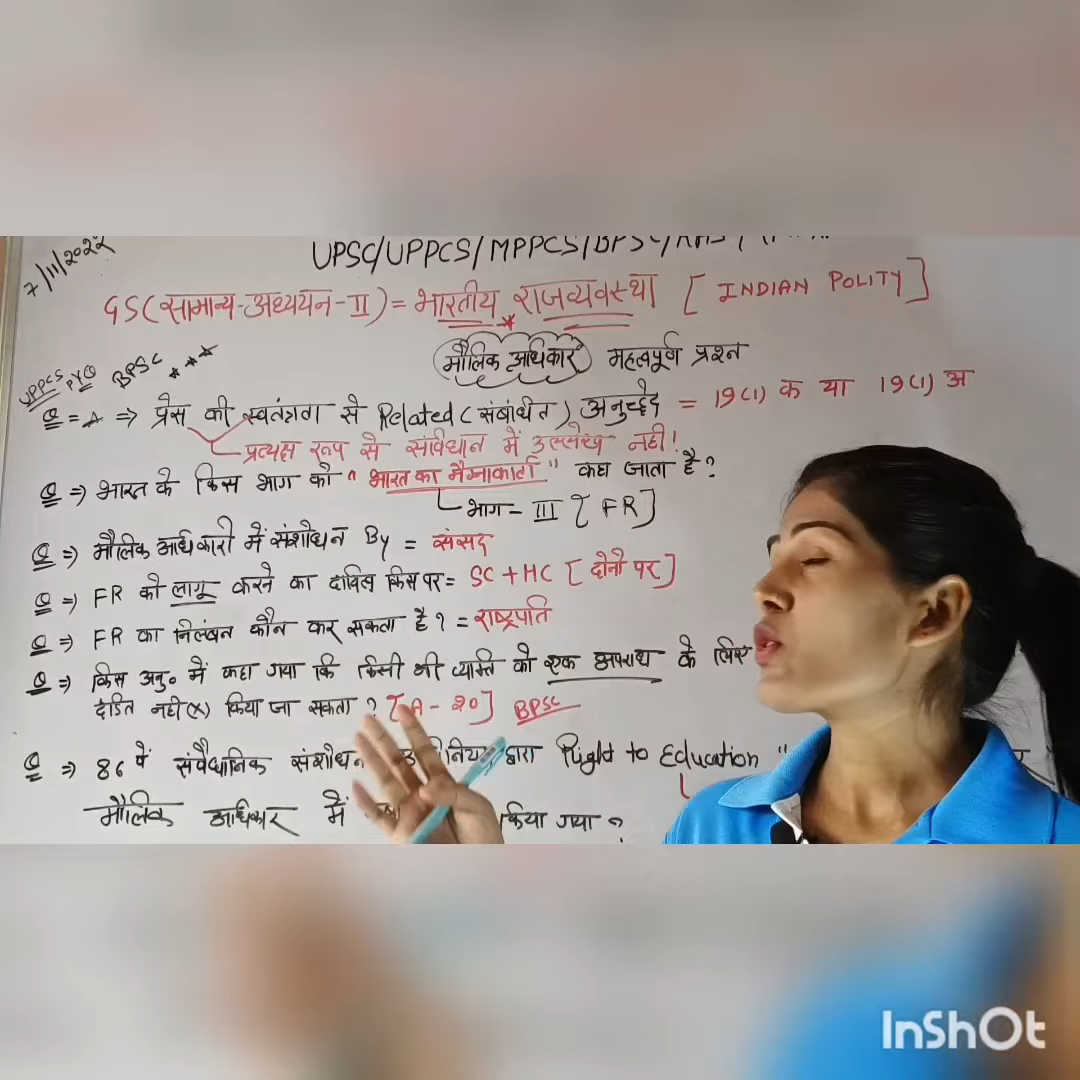 7/11/2022
UPSC/UPPCS/MPPCS/BPSC/
GS(सामान्य-अध्ययन-II) = भारतीय राजव्यवस्था [INDIAN POLITY]
मौलिक अधिकार महत्वपूर्ण प्रश्न
UPPCS PYQ BPSC ***
Q = A ⇒ प्रेस की स्वतंत्रता से Related (संबंधित) अनुच्छेद = 19(1) क या 19(1) अ
प्रत्यक्ष रूप से संविधान में उल्लेख नही!
Q ⇒ भारत के किस भाग को "भारत का मैग्नाकार्टा" कहा जाता है?
भाग - III [FR]
Q ⇒ मौलिक अधिकारो में संशोधन By = संसद
Q ⇒ FR को लागू करने का दायित्व किस पर = SC + HC [दोनो पर]
Q ⇒ FR का निलंबन कौन कर सकता है? = राष्ट्रपति
Q ⇒ किस अनु० में कहा गया कि किसी भी व्यक्ति को एक अपराध के लिए
दंडित नही(x) किया जा सकता? [A - 20] BPSC
Q ⇒ 86वें संवैधानिक संशोधन द्वारा Right to Education "
मौलिक अधिकार में किया गया?
InShOt